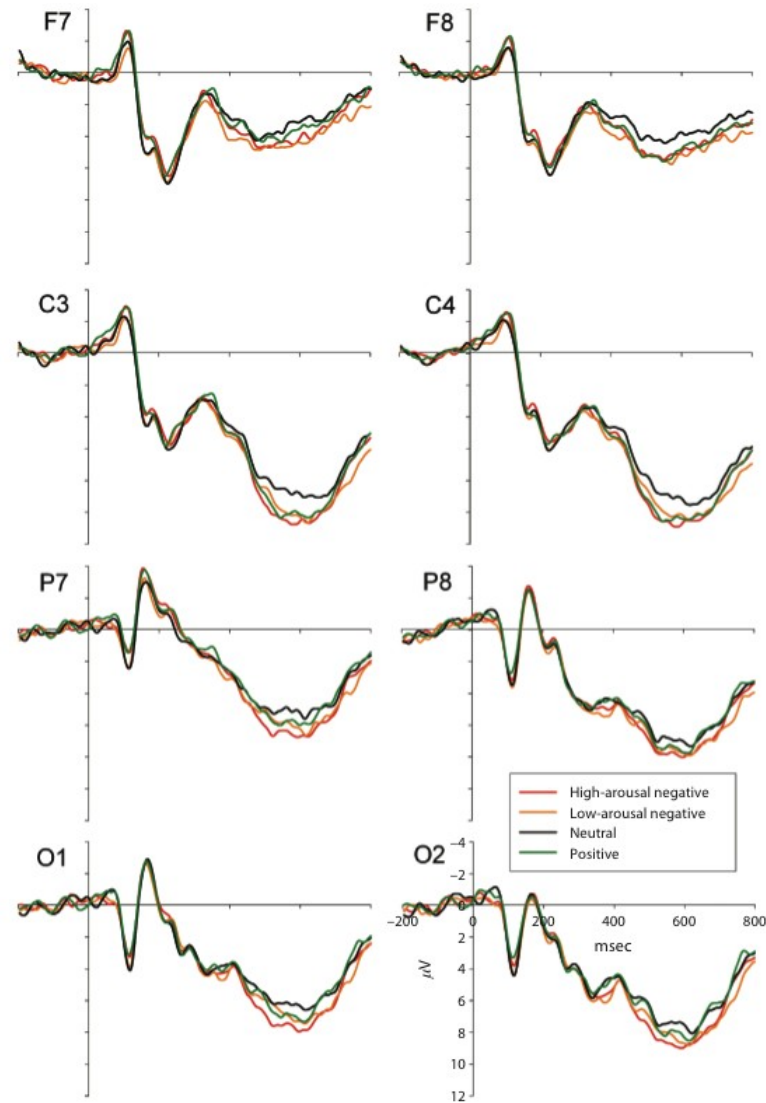 F7
F8
C3
C4
P7
P8
High-arousal negative
Low-arousal negative
Neutral
Positive
O1
O2
−4
−2
0
−200 0 200 400 600 800
msec
μV
2
4
6
8
10
12